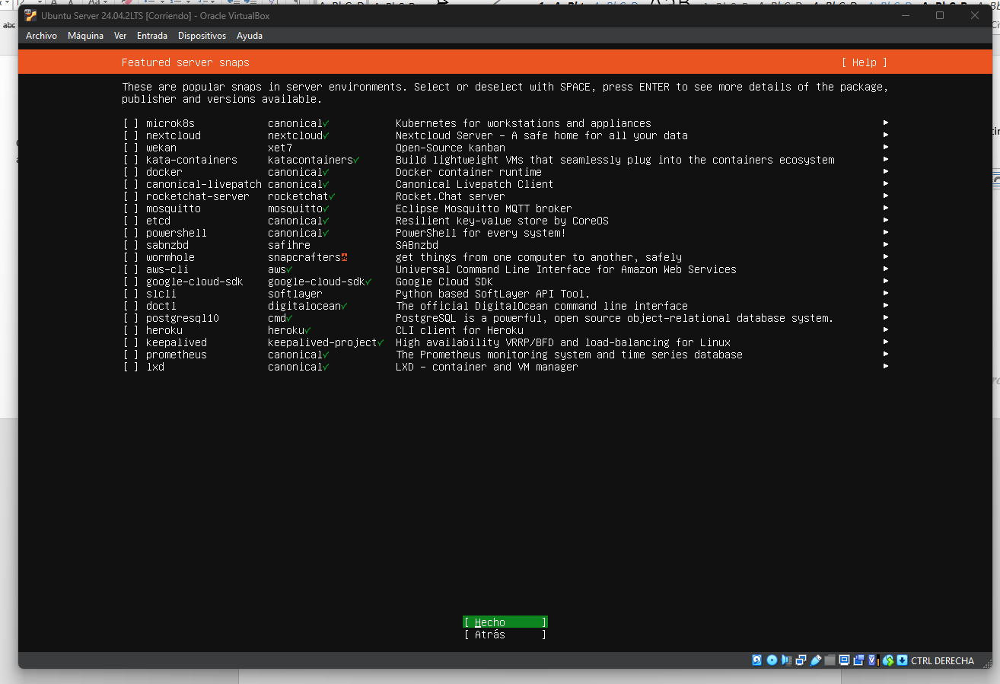 Ubuntu Server 24.04.2LTS [Corriendo] - Oracle VirtualBox
Archivo Máquina Ver Entrada Dispositivos Ayuda
Featured server snaps [ Help ]
These are popular snaps in server environments. Select or deselect with SPACE, press ENTER to see more details of the package,
publisher and versions available.
[ ] microk8s canonical✓ Kubernetes for workstations and appliances ▸
[ ] nextcloud nextcloud✓ Nextcloud Server - A safe home for all your data ▸
[ ] wekan xet7 Open-Source kanban ▸
[ ] kata-containers katacontainers✓ Build lightweight VMs that seamlessly plug into the containers ecosystem ▸
[ ] docker canonical✓ Docker container runtime ▸
[ ] canonical-livepatch canonical✓ Canonical Livepatch Client ▸
[ ] rocketchat-server rocketchat✓ Rocket.Chat server ▸
[ ] mosquitto mosquitto✓ Eclipse Mosquitto MQTT broker ▸
[ ] etcd canonical✓ Resilient key-value store by CoreOS ▸
[ ] powershell canonical✓ PowerShell for every system! ▸
[ ] sabnzbd safihre SABnzbd ▸
[ ] wormhole snapcrafters get things from one computer to another, safely ▸
[ ] aws-cli aws✓ Universal Command Line Interface for Amazon Web Services ▸
[ ] google-cloud-sdk google-cloud-sdk✓ Google Cloud SDK ▸
[ ] slcli softlayer Python based SoftLayer API Tool. ▸
[ ] doctl digitalocean✓ The official DigitalOcean command line interface ▸
[ ] postgresql10 cmd✓ PostgreSQL is a powerful, open source object-relational database system. ▸
[ ] heroku heroku✓ CLI client for Heroku ▸
[ ] keepalived keepalived-project✓ High availability VRRP/BFD and load-balancing for Linux ▸
[ ] prometheus canonical✓ The Prometheus monitoring system and time series database ▸
[ ] lxd canonical✓ LXD - container and VM manager ▸
[ Hecho ]
[ Atrás ]
CTRL DERECHA